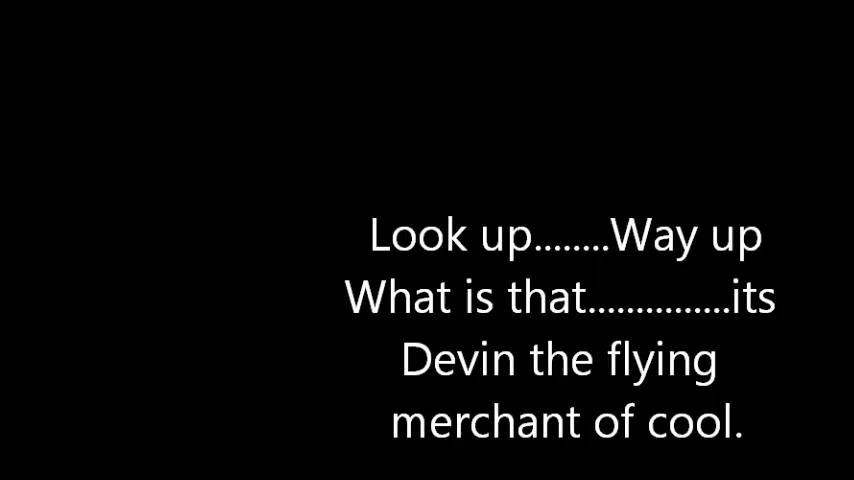 Look up........Way up
What is that...............its
Devin the flying
merchant of cool.